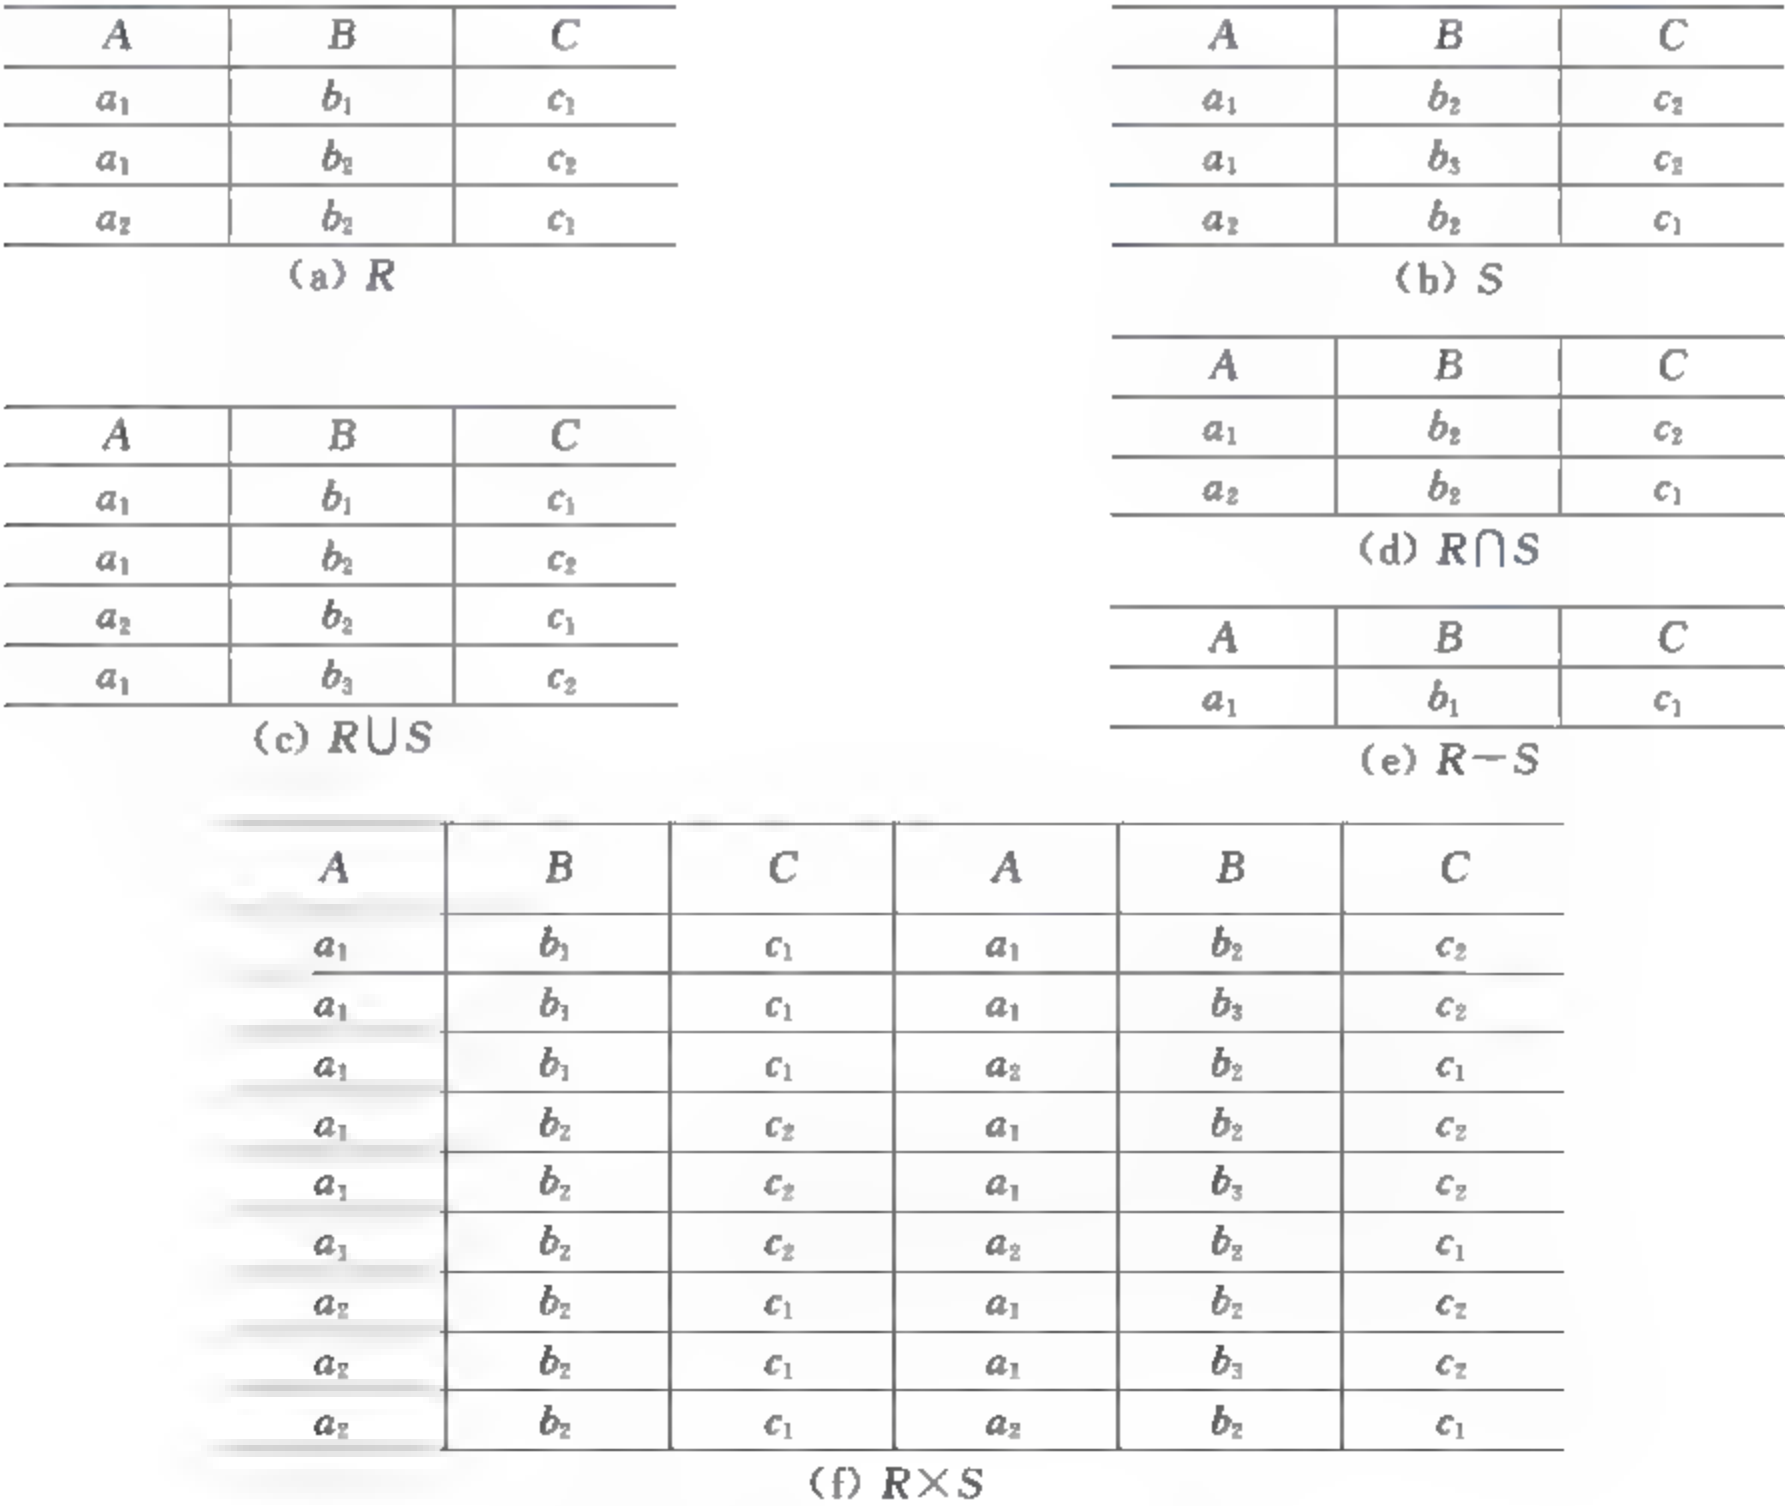 A B C
a₁ b₁ c₁
a₁ b₂ c₂
a₂ b₂ c₁
(a) R
A B C
a₁ b₂ c₂
a₁ b₃ c₂
a₂ b₂ c₁
(b) S
A B C
a₁ b₁ c₁
a₁ b₂ c₂
a₂ b₂ c₁
a₁ b₃ c₂
(c) R∪S
A B C
a₁ b₂ c₂
a₂ b₂ c₁
(d) R∩S
A B C
a₁ b₁ c₁
(e) R−S
A B C A B C
a₁ b₁ c₁ a₁ b₂ c₂
a₁ b₁ c₁ a₁ b₃ c₂
a₁ b₁ c₁ a₂ b₂ c₁
a₁ b₂ c₂ a₁ b₂ c₂
a₁ b₂ c₂ a₁ b₃ c₂
a₁ b₂ c₂ a₂ b₂ c₁
a₂ b₂ c₁ a₁ b₂ c₂
a₂ b₂ c₁ a₁ b₃ c₂
a₂ b₂ c₁ a₂ b₂ c₁
(f) R×S